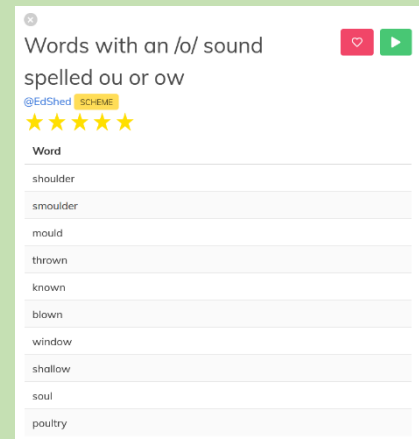 Words with an /o/ sound
spelled ou or ow
@EdShed SCHEME
Word
shoulder
smoulder
mould
thrown
known
blown
window
shallow
soul
poultry